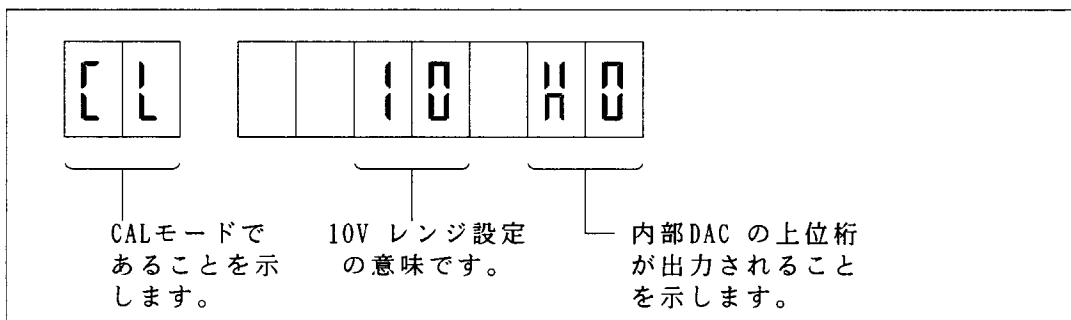 CL 10 H0
CALモードで
あることを示
します。
10V レンジ設定
の意味です。
内部DAC の上位桁
が出力されること
を示します。